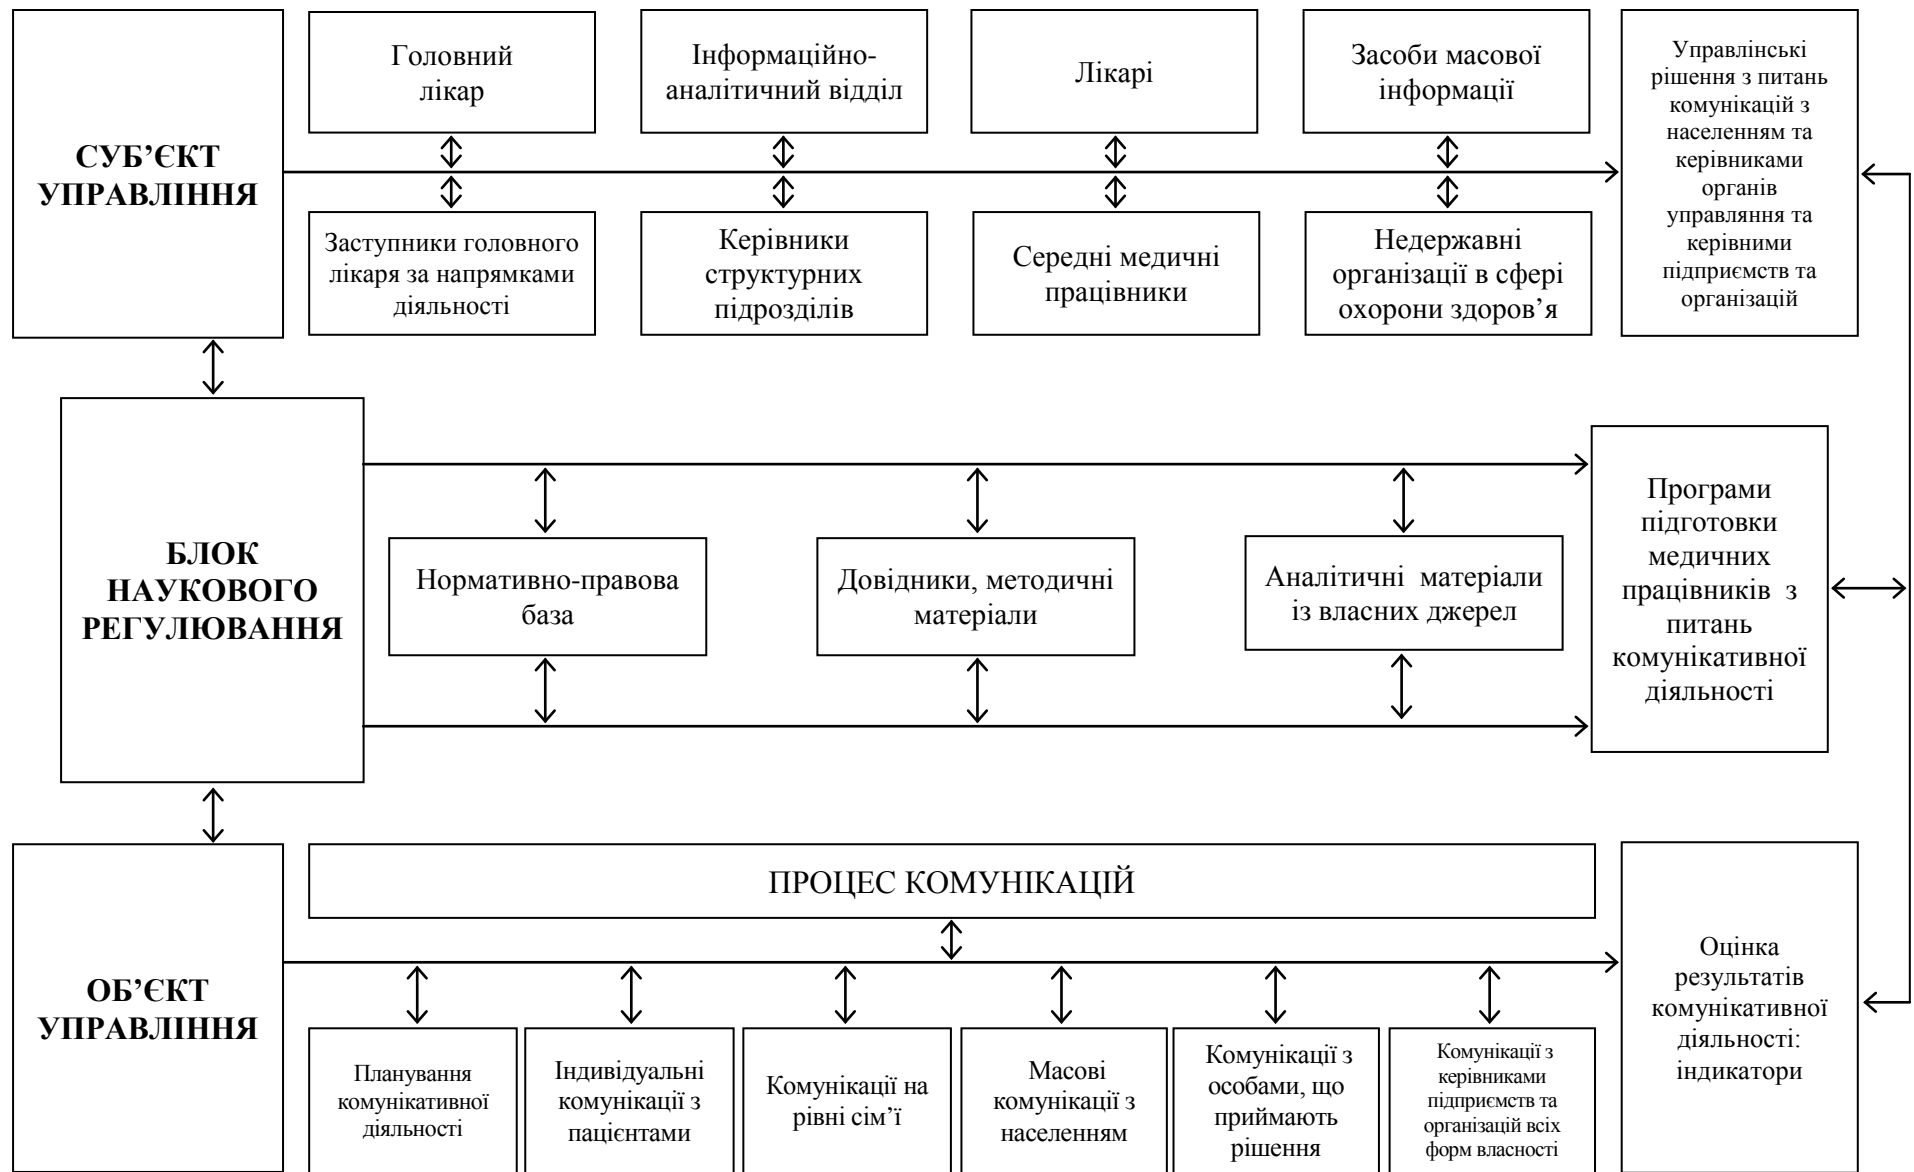 СУБ’ЄКТ
УПРАВЛІННЯ
Головний
лікар
Інформаційно-
аналітичний відділ
Лікарі
Засоби масової
інформації
Заступники головного
лікаря за напрямками
діяльності
Керівники
структурних
підрозділів
Середні медичні
працівники
Недержавні
організації в сфері
охорони здоров’я
Управлінські
рішення з питань
комунікацій з
населенням та
керівниками
органів
управляння та
керівними
підприємств та
організацій
БЛОК
НАУКОВОГО
РЕГУЛЮВАННЯ
Нормативно-правова
база
Довідники, методичні
матеріали
Аналітичні матеріали
із власних джерел
Програми
підготовки
медичних
працівників з
питань
комунікативної
діяльності
ОБ’ЄКТ
УПРАВЛІННЯ
ПРОЦЕС КОМУНІКАЦІЙ
Планування
комунікативної
діяльності
Індивідуальні
комунікації з
пацієнтами
Комунікації на
рівні сім’ї
Масові
комунікації з
населенням
Комунікації з
особами, що
приймають
рішення
Комунікації з
керівниками
підприємств та
організацій всіх
форм власності
Оцінка
результатів
комунікативної
діяльності:
індикатори